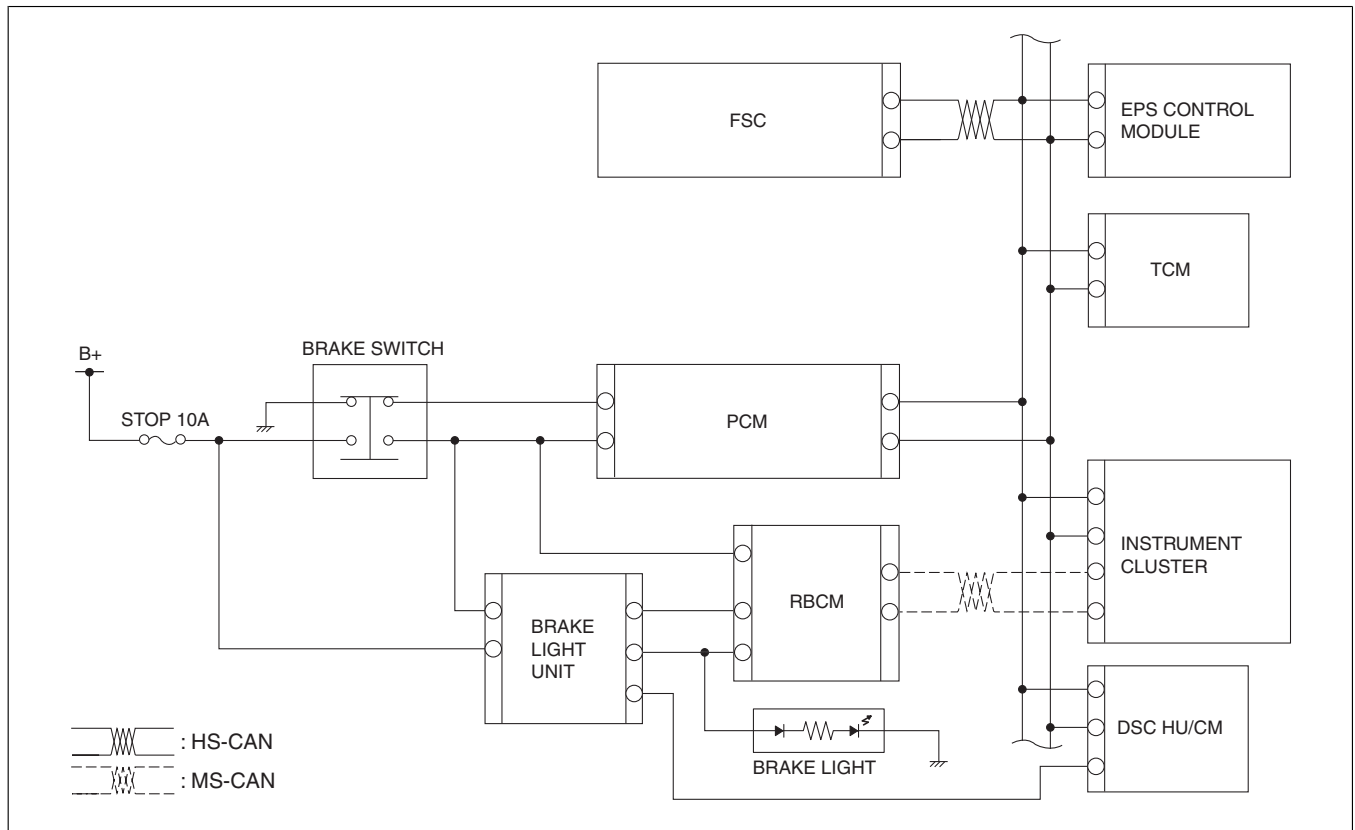 FSC
EPS CONTROL
MODULE
TCM
B+
BRAKE SWITCH
STOP 10A
PCM
INSTRUMENT
CLUSTER
RBCM
BRAKE
LIGHT
UNIT
DSC HU/CM
: HS-CAN
: MS-CAN
BRAKE LIGHT